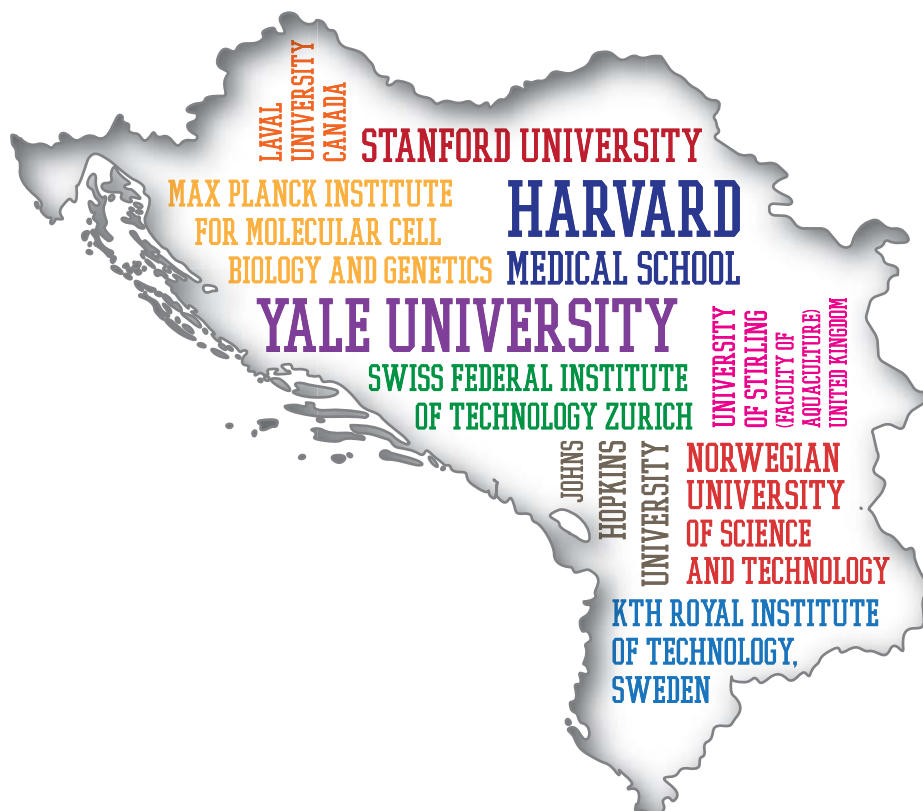 LAVAL
UNIVERSITY
CANADA
STANFORD UNIVERSITY
MAX PLANCK INSTITUTE
FOR MOLECULAR CELL
BIOLOGY AND GENETICS
HARVARD
MEDICAL SCHOOL
YALE UNIVERSITY
SWISS FEDERAL INSTITUTE
OF TECHNOLOGY ZURICH
UNIVERSITY
OF STIRLING
(FACULTY OF
AQUACULTURE)
UNITED KINGDOM
JOHNS
HOPKINS
UNIVERSITY
NORWEGIAN
UNIVERSITY
OF SCIENCE
AND TECHNOLOGY
KTH ROYAL INSTITUTE
OF TECHNOLOGY,
SWEDEN